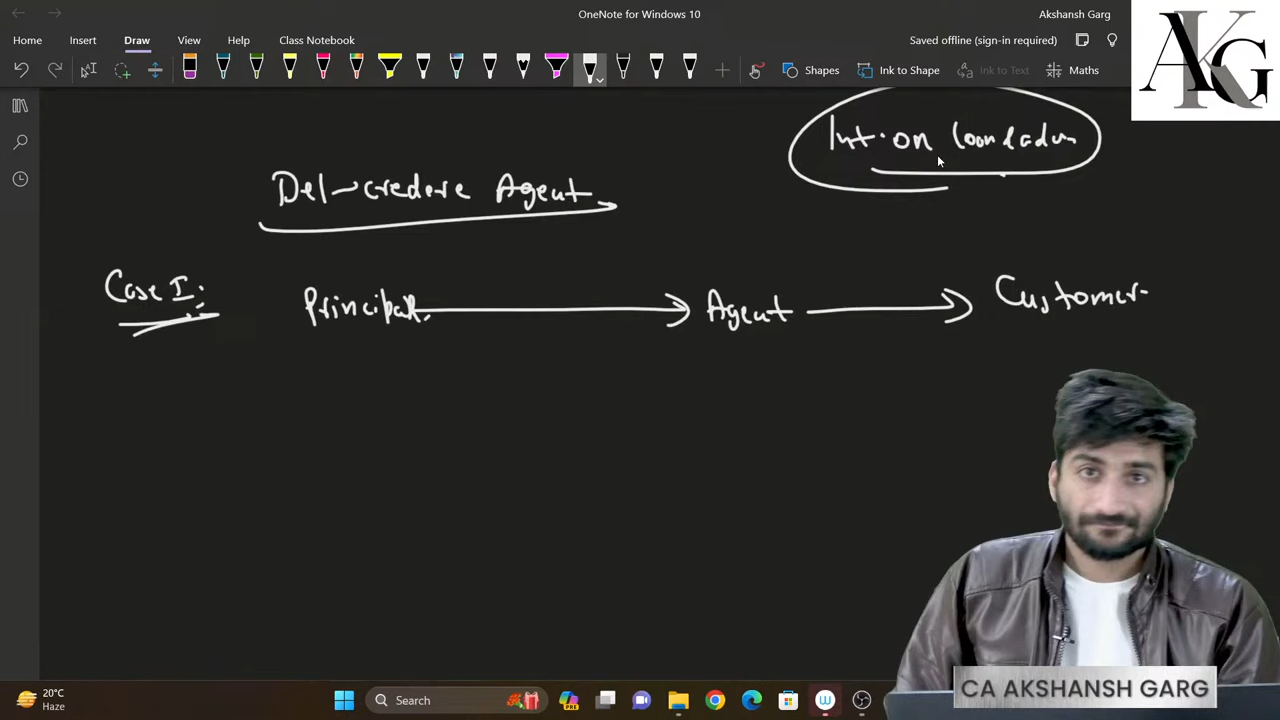 OneNote for Windows 10
Akshansh Garg
Home Insert Draw View Help Class Notebook
Saved offline (sign-in required)
Shapes Ink to Shape Ink to Text Maths
AKG
Int. on
Del-credere Agent
Case I:
Principal Agent Customer
CA AKSHANSH GARG
20°C
Haze
Search